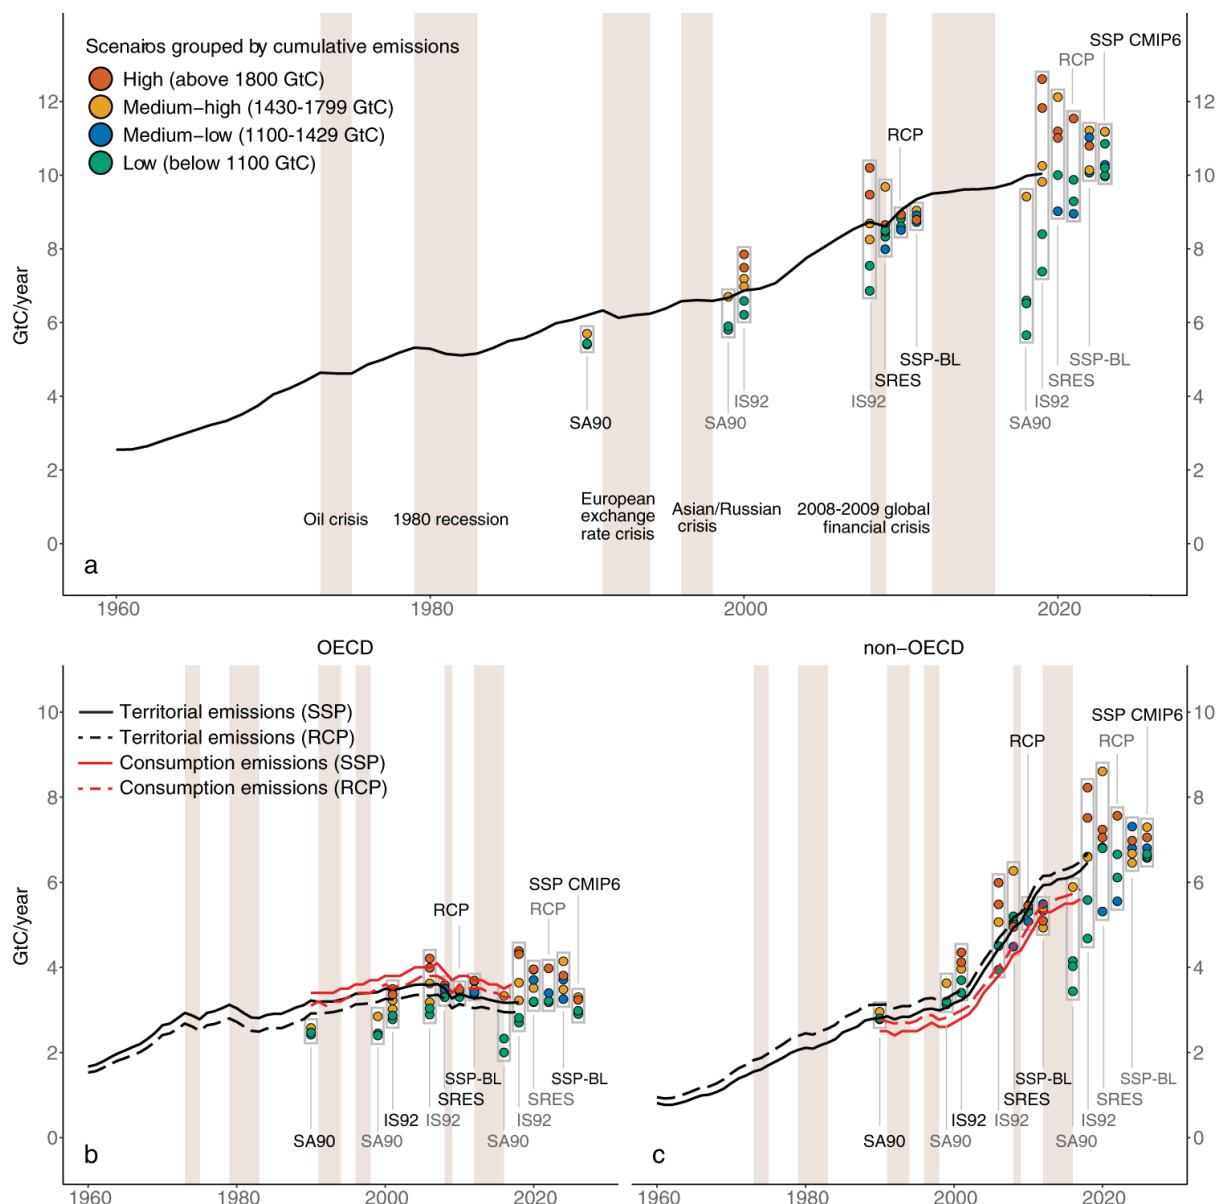 SSP CMIP6
Scenaiƨos grouped by cumulative emissions
RCP
High (above 1800 GtC)
12
12
Medium-high (1430-1799 GtC)
Medium-low (1100-1429 GtC)
RCP
Low (below 1100 GtC)
10
10
8
8
GtC/year
6
6
SSP-BL
SSP-BL
SRES
SRES
IS92
IS92
IS92
4
4
SA90
SA90
SA90
2
2
European
exchange
rate crisis
Asian/Russian
crisis
2008-2009 global
financial crisis
Oil crisis
1980 recession
0
0
a
1960
1980
2000
2020
OECD
non-OECD
10
10
Territorial emissions (SSP)
Territorial emissions (RCP)
Consumption emissions (SSP)
Consumption emissions (RCP)
SSP CMIP6
RCP
RCP
8
8
GtC/year
6
6
SSP CMIP6
RCP
RCP
4
4
2
2
SSP-BL
SSP-BL
SRES
SRES
IS92
IS92
IS92
SA90
SA90
SA90
SSP-BL
SSP-BL
SRES
SRES
IS92
IS92
IS92
SA90
SA90
SA90
0
0
b
c
1960
1980
2000
2020
1960
1980
2000
2020